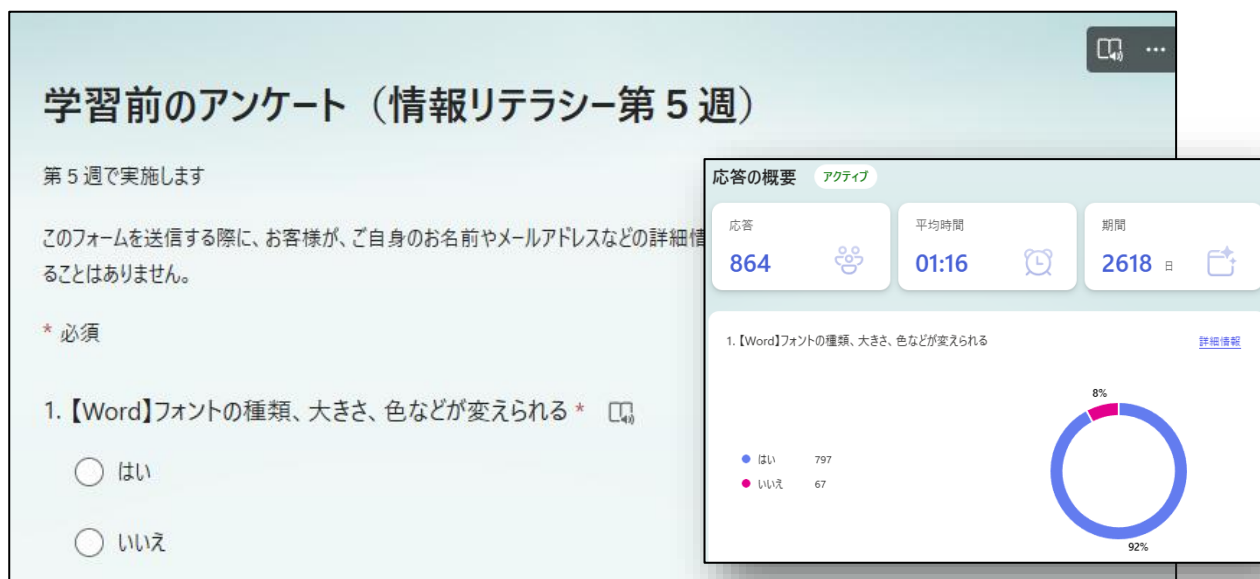 学習前のアンケート（情報リテラシー第５週）
第５週で実施します
このフォームを送信する際に、お客様が、ご自身のお名前やメールアドレスなどの詳細情
ることはありません。
* 必須
1.【Word】フォントの種類、大きさ、色などが変えられる *
はい
いいえ
応答の概要 アクティブ
応答
864
平均時間
01:16
期間
2618 日
1.【Word】フォントの種類、大きさ、色などが変えられる
詳細情報
はい 797
いいえ 67
8%
92%